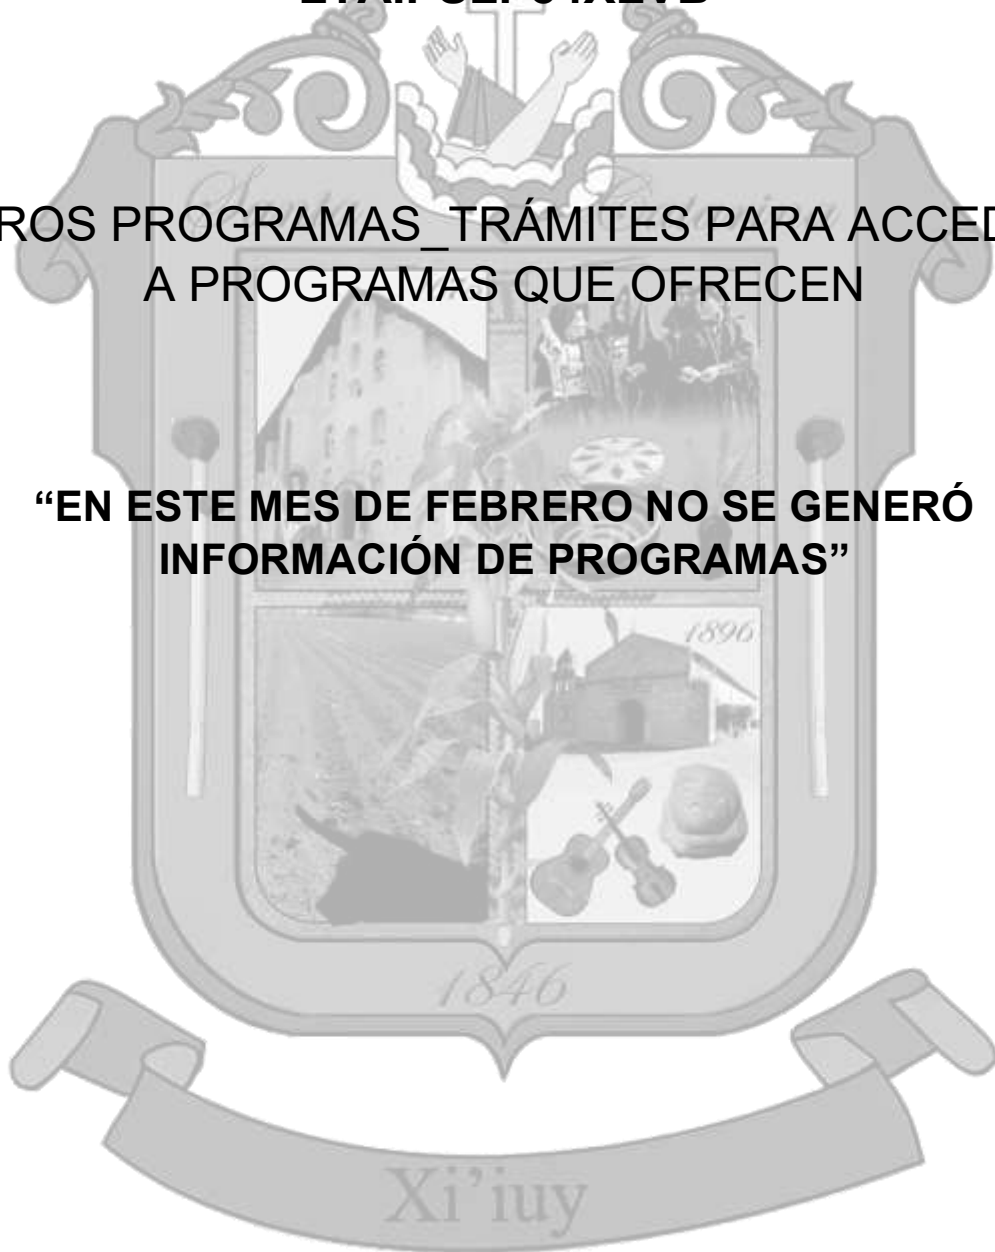 ROS PROGRAMAS_TRÁMITES PARA ACCED
A PROGRAMAS QUE OFRECEN
“EN ESTE MES DE FEBRERO NO SE GENERÓ
INFORMACIÓN DE PROGRAMAS”
1896
1846
Xi’iuy